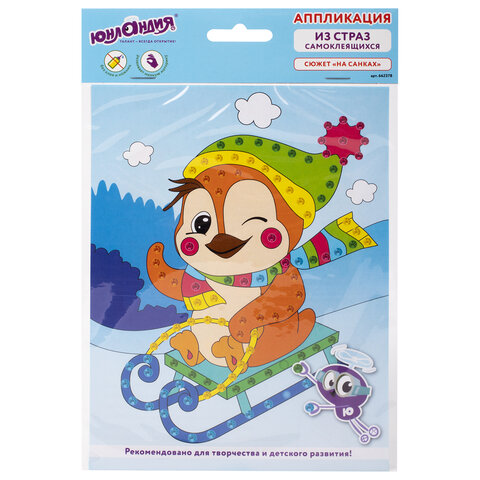 ЮНЛАНДИЯ
ТАЛАНТ - ВСЕГДА ОТКРЫТИЕ!
АППЛИКАЦИЯ
ИЗ СТРАЗ
САМОКЛЕЯЩИХСЯ
СЮЖЕТ «НА САНКАХ»
арт. 662378
Ю
Рекомендовано для творчества и детского развития!